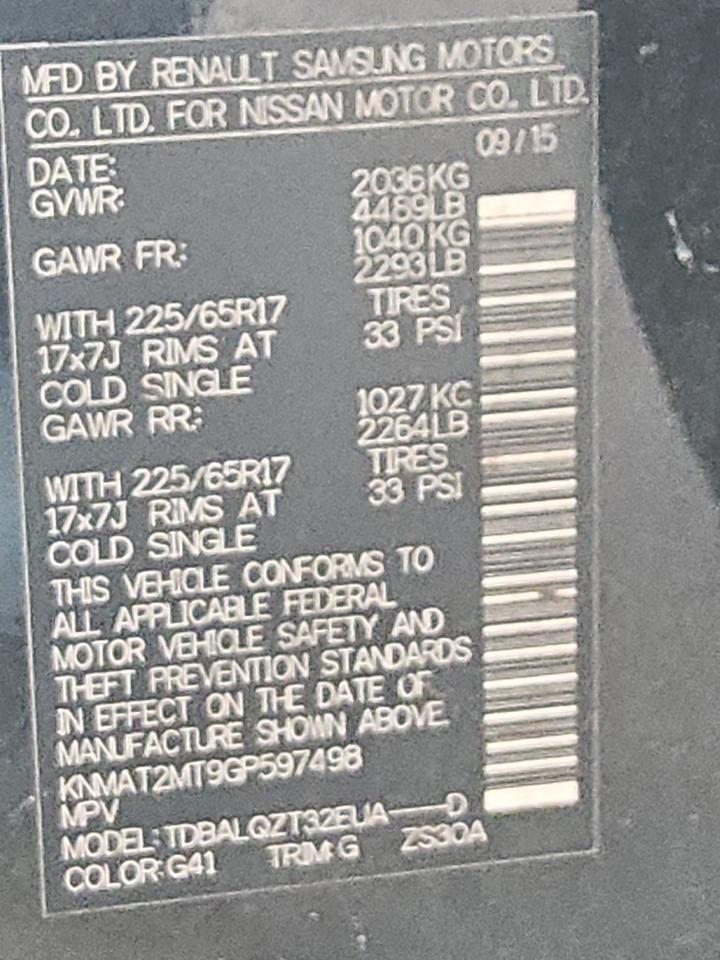 MFD BY RENAULT SAMSUNG MOTORS
CO., LTD. FOR NISSAN MOTOR CO., LTD.
DATE: 09/15
GVWR: 2036KG
4489LB
GAWR FR.: 1040KG
2293LB
WITH 225/65R17 TIRES,
17x7J RIMS AT 33 PSI
COLD SINGLE
GAWR RR.: 1027KG
2264LB
WITH 225/65R17 TIRES,
17x7J RIMS AT 33 PSI
COLD SINGLE
THIS VEHICLE CONFORMS TO
ALL APPLICABLE FEDERAL
MOTOR VEHICLE SAFETY AND
THEFT PREVENTION STANDARDS
IN EFFECT ON THE DATE OF
MANUFACTURE SHOWN ABOVE.
KNMAT2MT9GP597498
MPV
MODEL: TDBALQZT32EUA-----D
COLOR: G41 TRIM: G ZS30A